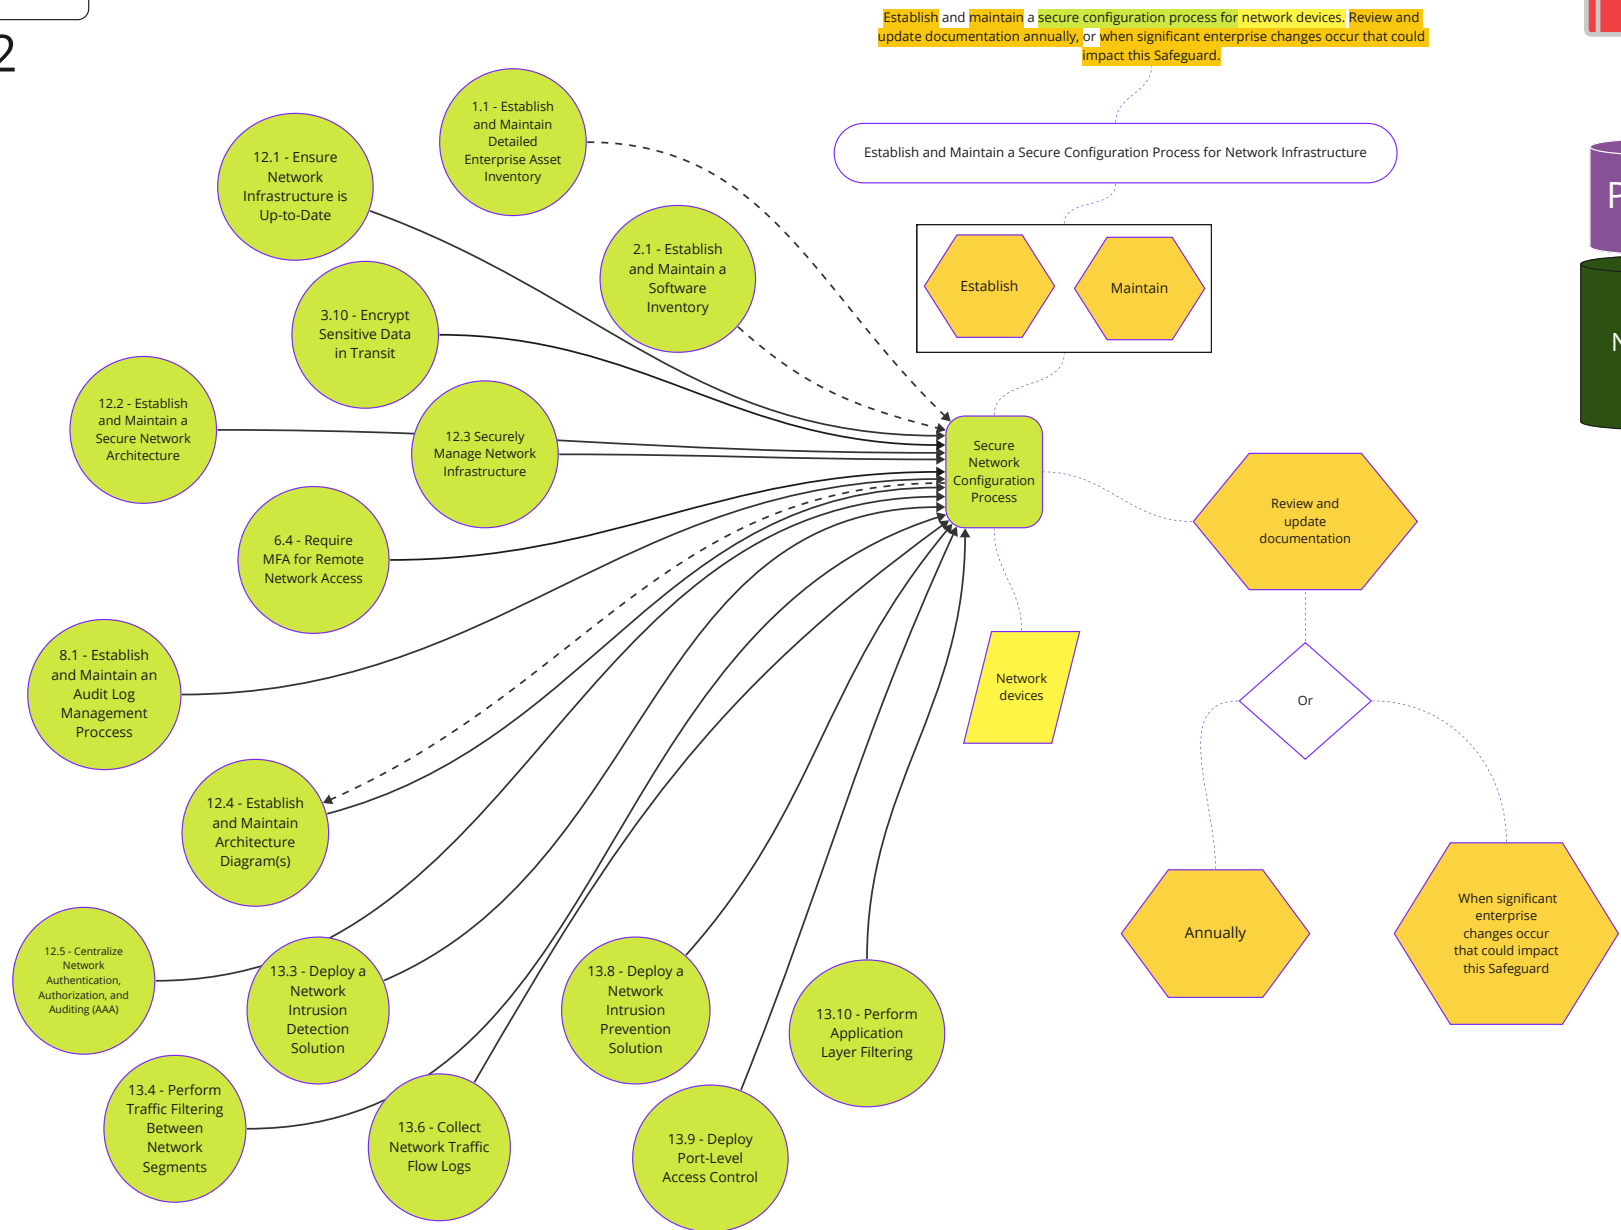 2
Establish and maintain a secure configuration process for network devices. Review and
update documentation annually, or when significant enterprise changes occur that could
impact this Safeguard.
1.1 - Establish
and Maintain
Detailed
Enterprise Asset
Inventory
12.1 - Ensure
Network
Infrastructure is
Up-to-Date
Establish and Maintain a Secure Configuration Process for Network Infrastructure
P
2.1 - Establish
and Maintain a
Software
Inventory
Establish
Maintain
3.10 - Encrypt
Sensitive Data
in Transit
N
12.2 - Establish
and Maintain a
Secure Network
Architecture
12.3 Securely
Manage Network
Infrastructure
Secure
Network
Configuration
Process
Review and
update
documentation
6.4 - Require
MFA for Remote
Network Access
8.1 - Establish
and Maintain an
Audit Log
Management
Proccess
Network
devices
Or
12.4 - Establish
and Maintain
Architecture
Diagram(s)
Annually
When significant
enterprise
changes occur
that could impact
this Safeguard
12.5 - Centralize
Network
Authentication,
Authorization, and
Auditing (AAA)
13.3 - Deploy a
Network
Intrusion
Detection
Solution
13.8 - Deploy a
Network
Intrusion
Prevention
Solution
13.10 - Perform
Application
Layer Filtering
13.4 - Perform
Traffic Filtering
Between
Network
Segments
13.6 - Collect
Network Traffic
Flow Logs
13.9 - Deploy
Port-Level
Access Control